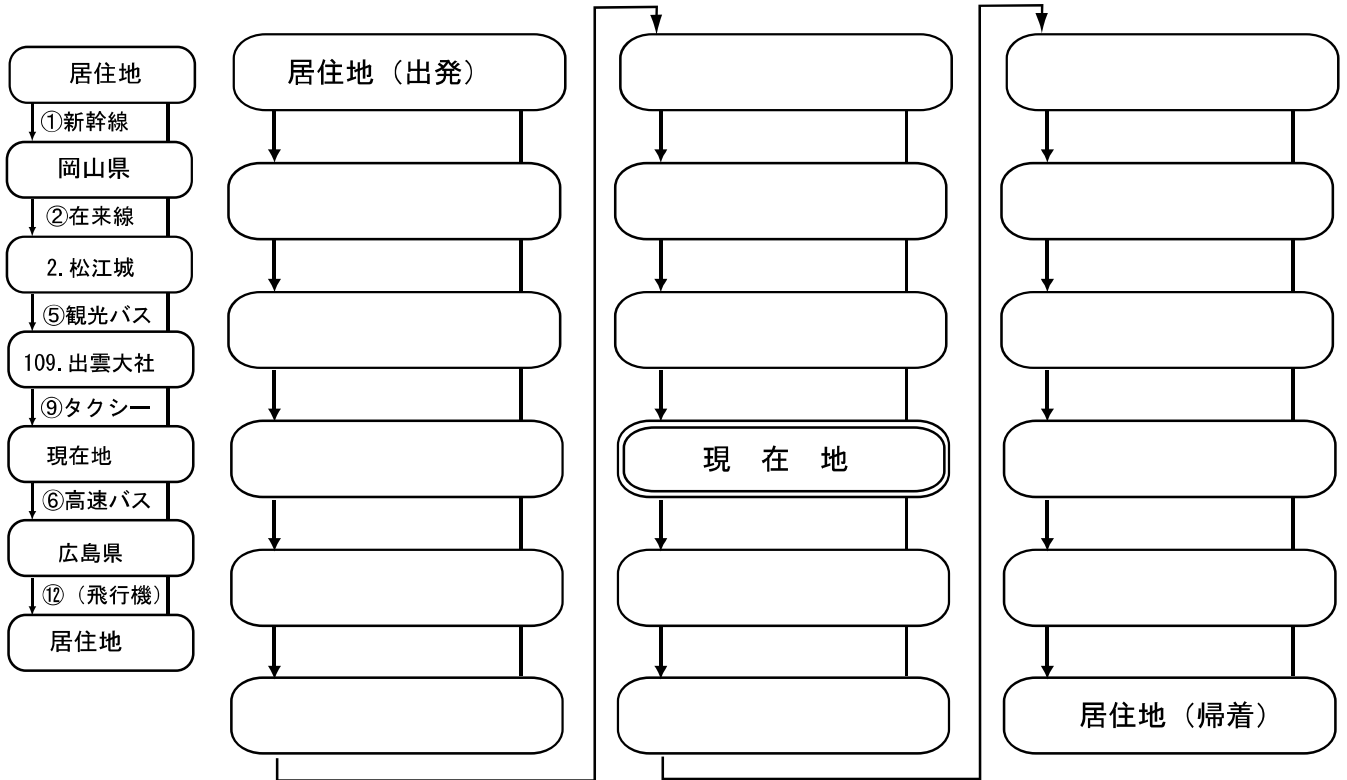 居住地
①新幹線
岡山県
②在来線
2.松江城
⑤観光バス
109.出雲大社
⑨タクシー
現在地
⑥高速バス
広島県
⑫（飛行機）
居住地
居住地（出発）
現　在　地
居住地（帰着）